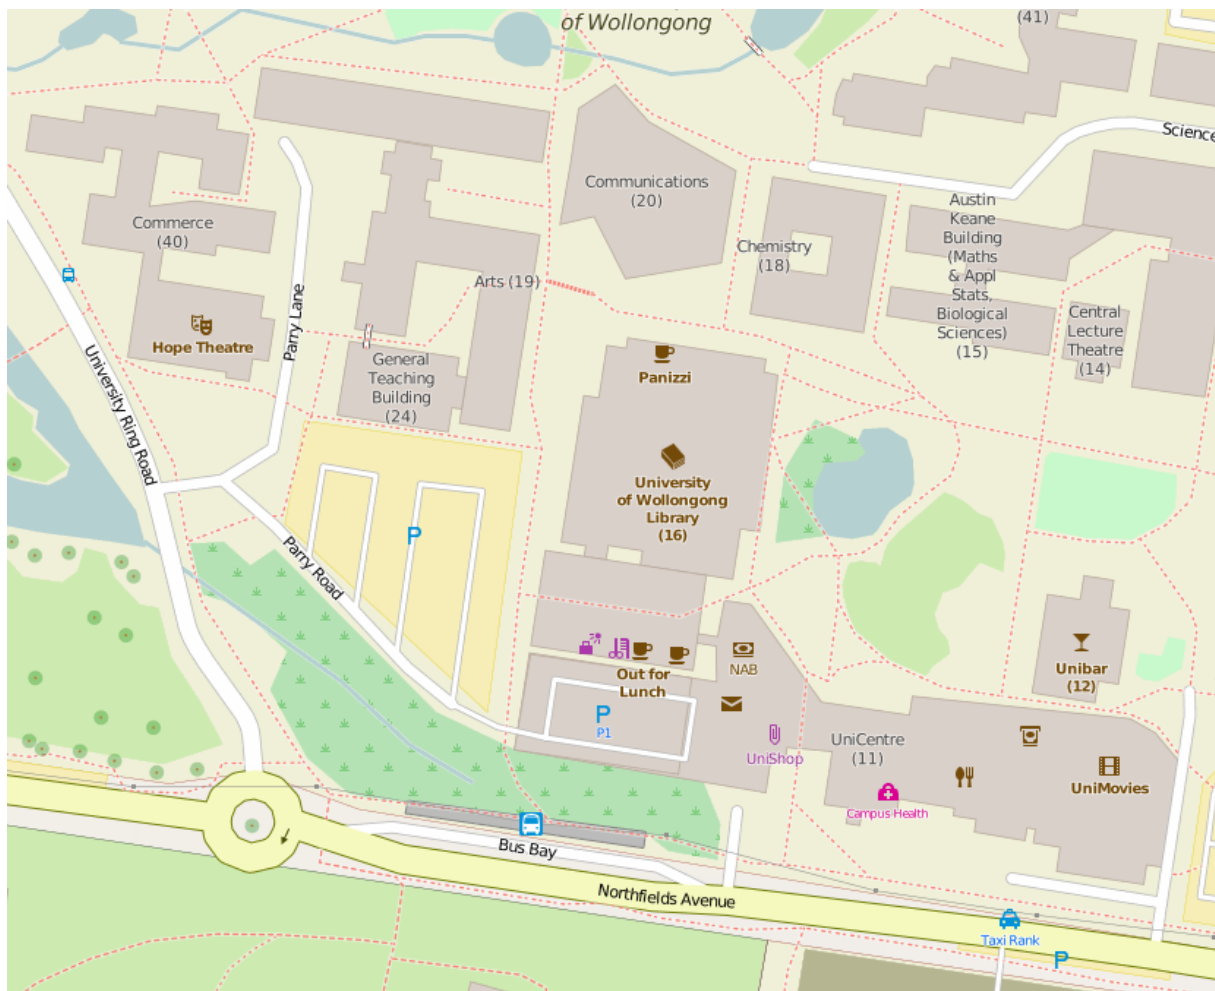 of Wollongong
(41)
Science
Communications
(20)
Commerce
(40)
Austin
Keane
Building
(Maths
& Appl
Stats,
Biological
Sciences)
(15)
Chemistry
(18)
Arts (19)
Parry Lane
Hope Theatre
Central
Lecture
Theatre
(14)
General
Teaching
Building
(24)
Panizzi
University Ring Road
University
of Wollongong
Library
(16)
P
Parry Road
Out for
Lunch
NAB
Unibar
(12)
P
P1
UniShop
UniCentre
(11)
UniMovies
Campus Health
Bus Bay
Northfields Avenue
Taxi Rank
P